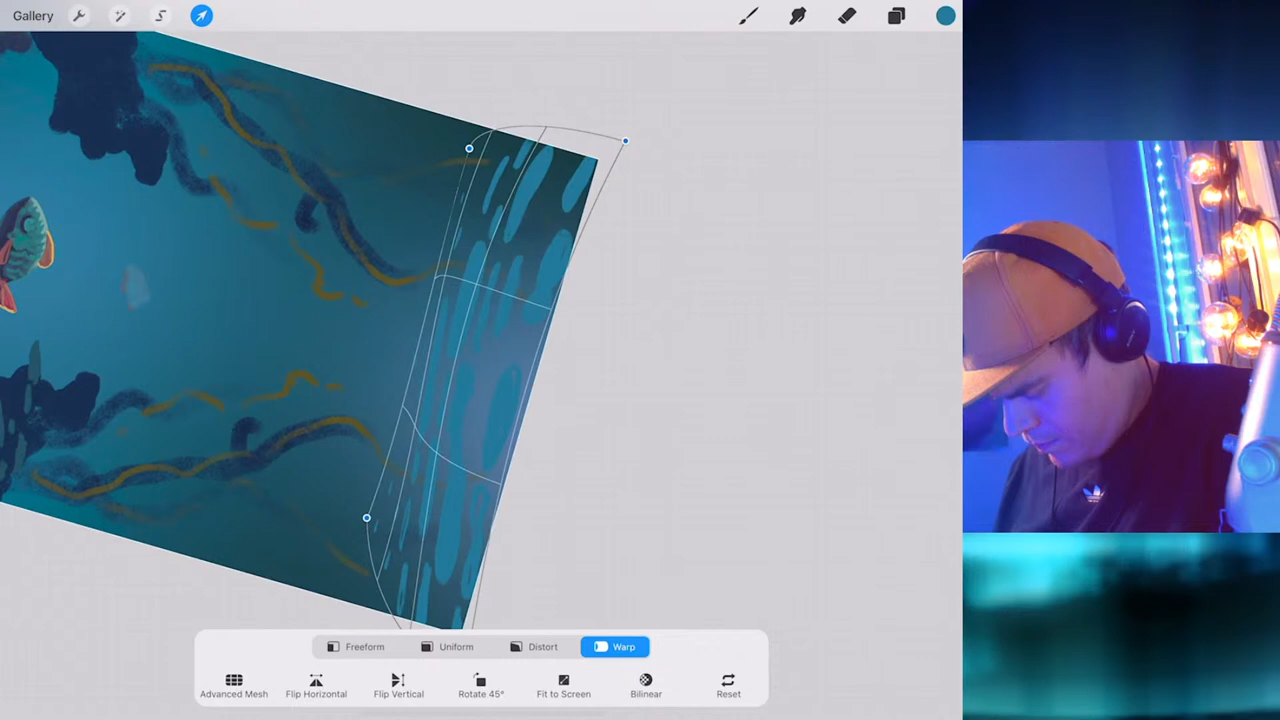 Gallery
Freeform
Uniform
Distort
Warp
Advanced Mesh
Flip Horizontal
Flip Vertical
Rotate 45°
Fit to Screen
Bilinear
Reset